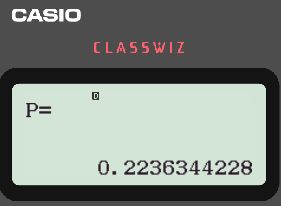 CASIO
CLASSWIZ
D
P=
0.2236344228